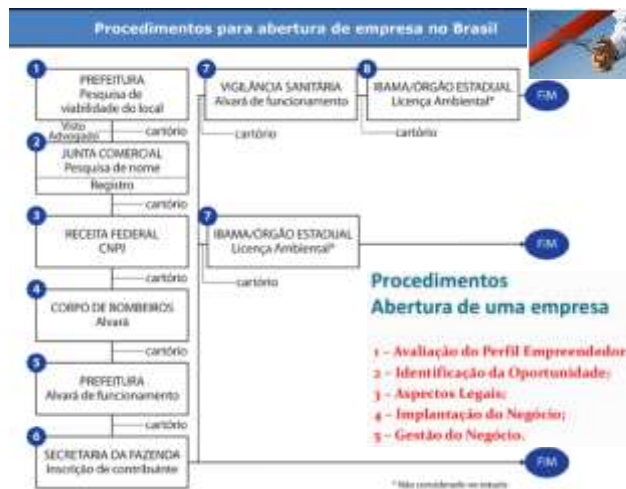 Procedimentos para abertura de empresa no Brasil
1
PREFEITURA
Pesquisa de
viabilidade do local
Visto
Advogado
cartório
2
JUNTA COMERCIAL
Pesquisa de nome
Registro
cartório
3
RECEITA FEDERAL
CNPJ
cartório
4
CORPO DE BOMBEIROS
Alvará
cartório
5
PREFEITURA
Alvará de funcionamento
cartório
6
SECRETARIA DA FAZENDA
Inscrição de contribuinte
7
VIGILÂNCIA SANITÁRIA
Alvará de funcionamento
cartório
8
IBAMA/ÓRGÃO ESTADUAL
Licença Ambiental*
cartório
FIM
7
IBAMA/ÓRGÃO ESTADUAL
Licença Ambiental*
cartório
FIM
Procedimentos
Abertura de uma empresa
1 – Avaliação do Perfil Empreendedor
2 – Identificação da Oportunidade;
3 – Aspectos Legais;
4 – Implantação do Negócio;
5 – Gestão do Negócio.
FIM
* Não considerado no estudo